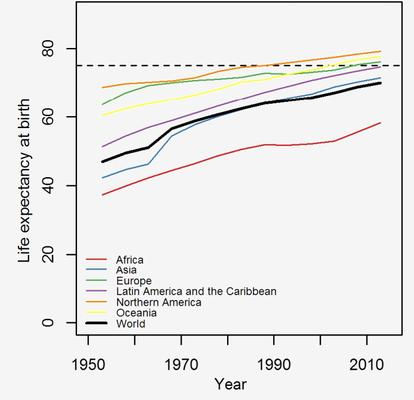 Life expectancy at birth
80
60
40
20
0
Africa
Asia
Europe
Latin America and the Caribbean
Northern America
Oceania
World
1950 1970 1990 2010
Year